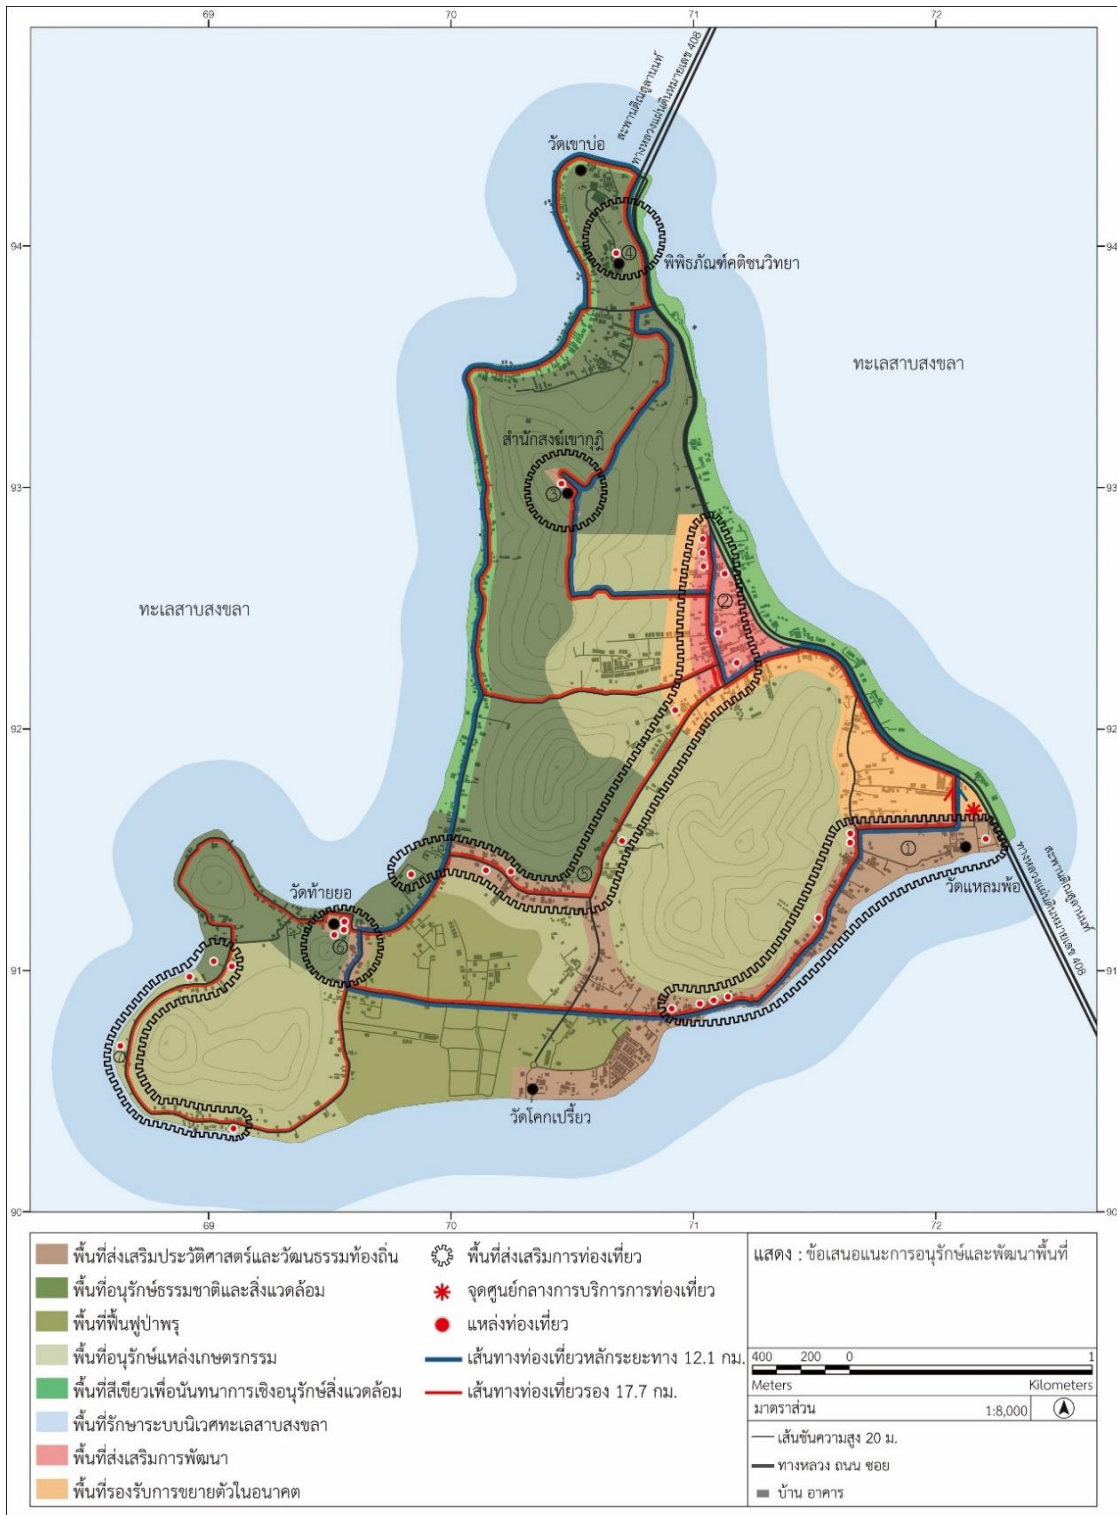 69 70 71 72
สะพานติณสูลานนท์
ทางหลวงแผ่นดินหมายเลข 408
วัดเขาบ่อ
94 94
④
พิพิธภัณฑ์คติชนวิทยา
ทะเลสาบสงขลา
สำนักสงฆ์เขากุฏิ
93 93
③
②
ทะเลสาบสงขลา
92 92
①
⑤
วัดแหลมพ้อ
สะพานติณสูลานนท์
ทางหลวงแผ่นดินหมายเลข 408
วัดท้ายยอ
⑥
91 91
⑦
วัดโคกเปรี้ยว
90 90
69 70 71 72
พื้นที่ส่งเสริมประวัติศาสตร์และวัฒนธรรมท้องถิ่น
พื้นที่อนุรักษ์ธรรมชาติและสิ่งแวดล้อม
พื้นที่ฟื้นฟูป่าพรุ
พื้นที่อนุรักษ์แหล่งเกษตรกรรม
พื้นที่สีเขียวเพื่อนันทนาการเชิงอนุรักษ์สิ่งแวดล้อม
พื้นที่รักษาระบบนิเวศทะเลสาบสงขลา
พื้นที่ส่งเสริมการพัฒนา
พื้นที่รองรับการขยายตัวในอนาคต
พื้นที่ส่งเสริมการท่องเที่ยว
จุดศูนย์กลางการบริการการท่องเที่ยว
แหล่งท่องเที่ยว
เส้นทางท่องเที่ยวหลักระยะทาง 12.1 กม.
เส้นทางท่องเที่ยวรอง 17.7 กม.
แสดง : ข้อเสนอแนะการอนุรักษ์และพัฒนาพื้นที่
400 200 0 1
Meters Kilometers
มาตราส่วน 1:8,000
เส้นชันความสูง 20 ม.
ทางหลวง ถนน ซอย
บ้าน อาคาร